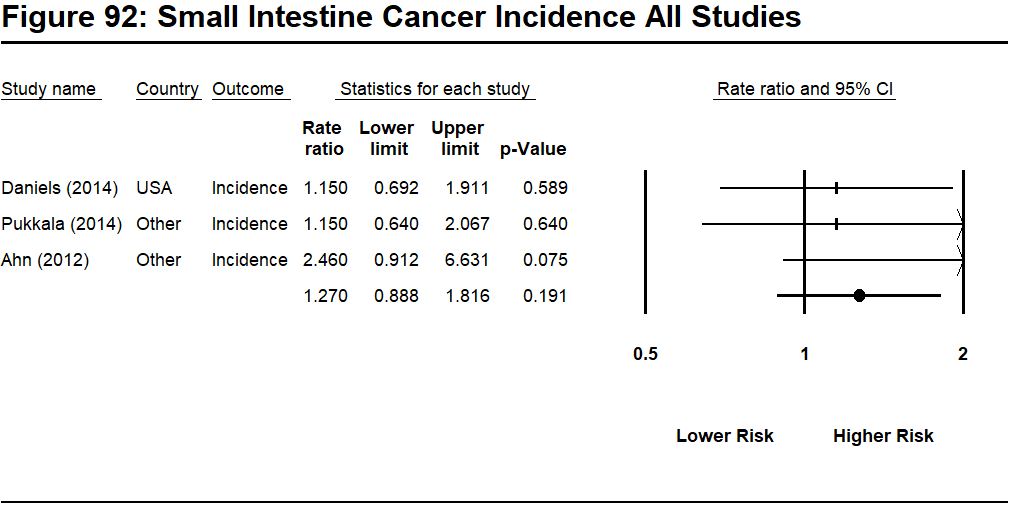 Figure 92: Small Intestine Cancer Incidence All Studies
Study name Country Outcome Statistics for each study Rate ratio and 95% CI
Rate Lower Upper
ratio limit limit p-Value
Daniels (2014) USA Incidence 1.150 0.692 1.911 0.589
Pukkala (2014) Other Incidence 1.150 0.640 2.067 0.640
Ahn (2012) Other Incidence 2.460 0.912 6.631 0.075
1.270 0.888 1.816 0.191
0.5 1 2
Lower Risk Higher Risk